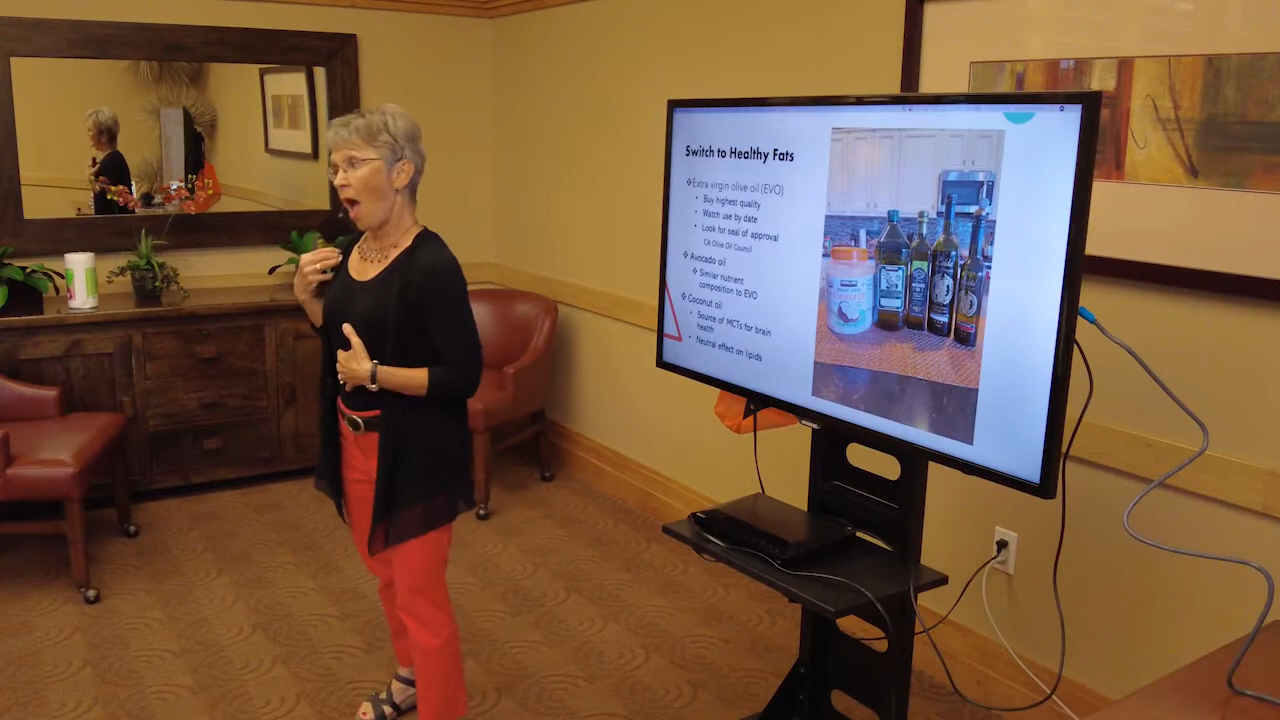 Switch to Healthy Fats
❖Extra virgin olive oil (EVO)
• Buy highest quality
• Watch use by date
• Look for seal of approval
CA Olive Oil Council
❖ Avocado oil
❖ Similar nutrient
composition to EVO
❖ Coconut oil
• Source of MCTs for brain
health
• Neutral effect on lipids
Coconut Oil